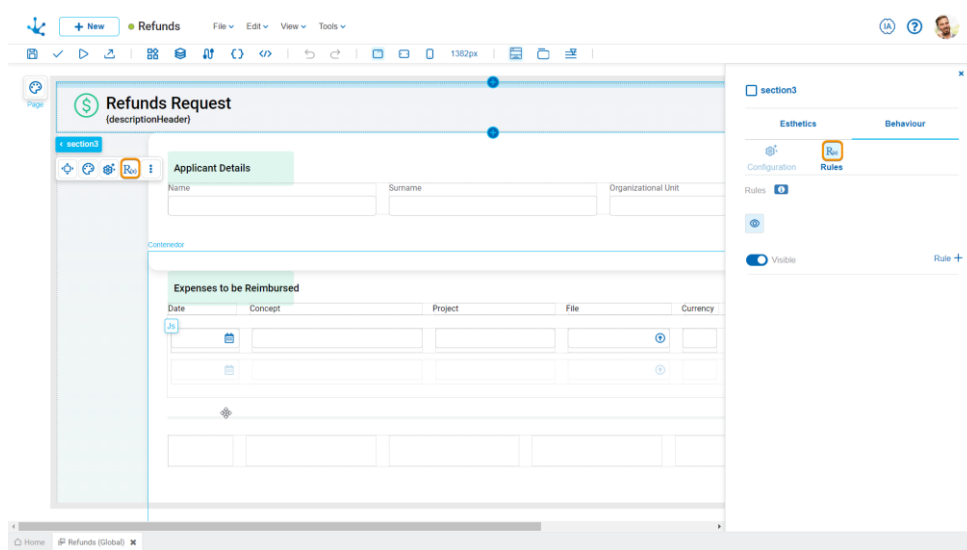 + New
Refunds
File
Edit
View
Tools
IA
?
1382px
Page
Refunds Request
{descriptionHeader}
section3
R(x)
Applicant Details
Name
Surname
Organizational Unit
Contenedor
Expenses to be Reimbursed
Date
Concept
Project
File
Currency
Js
section3
Esthetics
Behaviour
Configuration
R(x)
Rules
Rules
Visible
Rule +
Home
Refunds (Global)